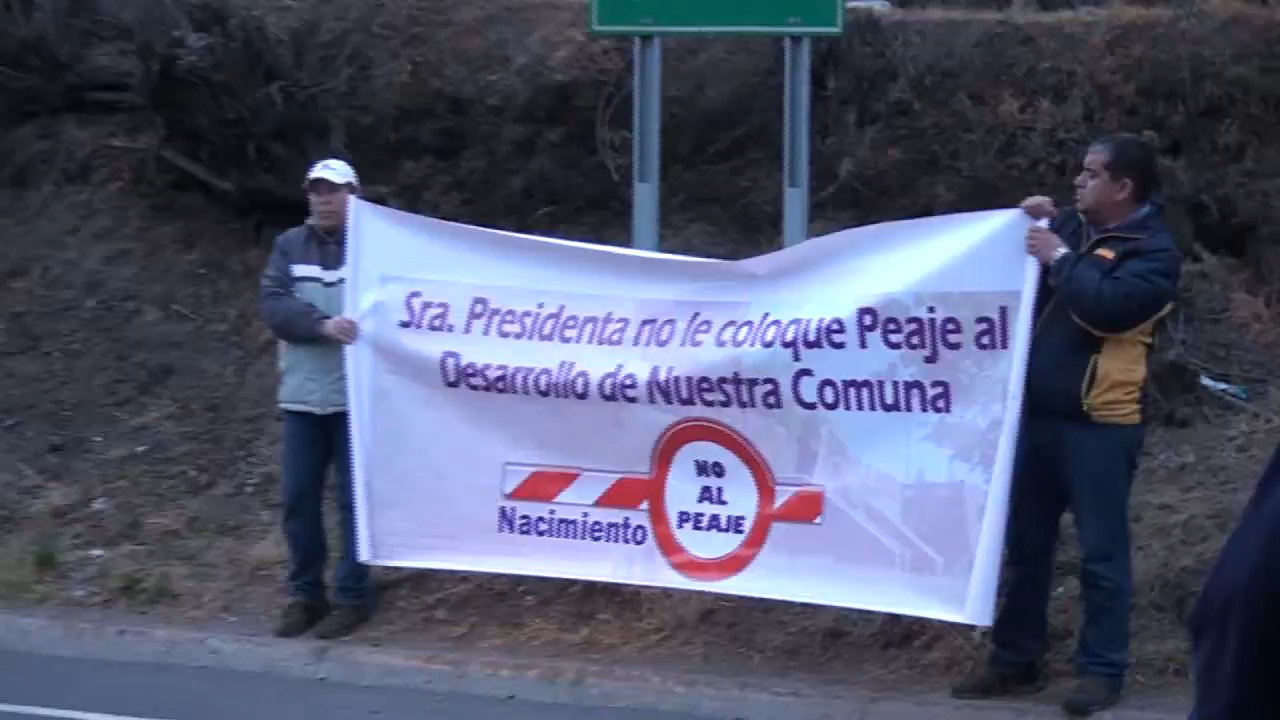 Sra. Presidenta no le coloque Peaje al
Desarrollo de Nuestra Comuna
NO
AL
PEAJE
Nacimiento